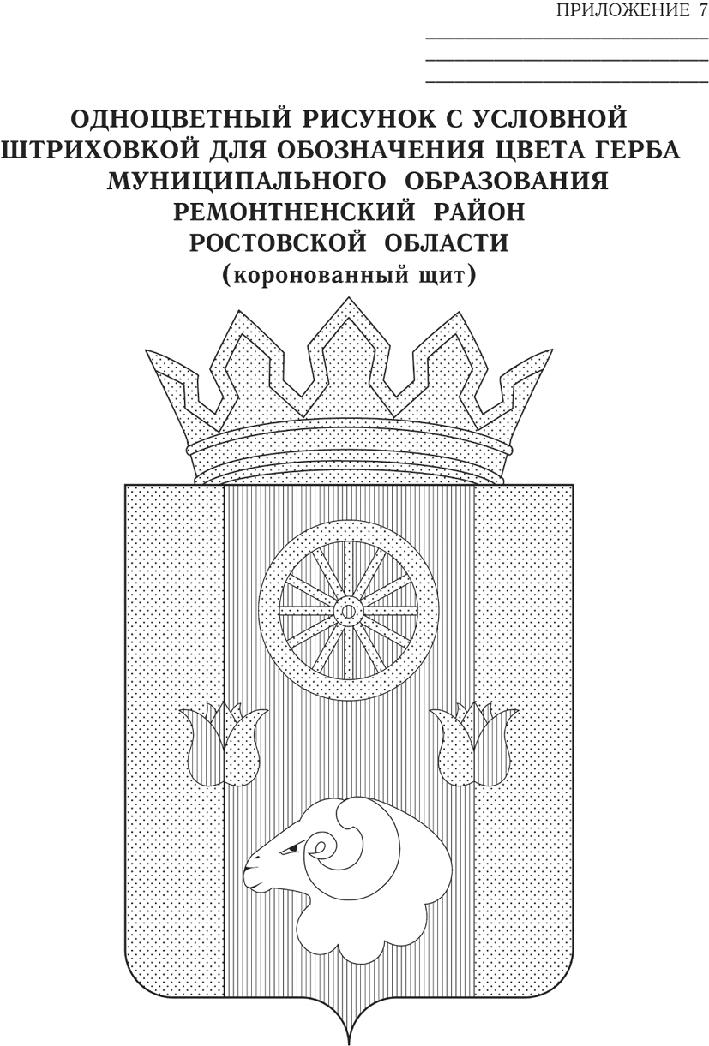 ПРИЛОЖЕНИЕ 7
ОДНОЦВЕТНЫЙ РИСУНОК С УСЛОВНОЙ
ШТРИХОВКОЙ ДЛЯ ОБОЗНАЧЕНИЯ ЦВЕТА ГЕРБА
МУНИЦИПАЛЬНОГО ОБРАЗОВАНИЯ
РЕМОНТНЕНСКИЙ РАЙОН
РОСТОВСКОЙ ОБЛАСТИ
(коронованный щит)